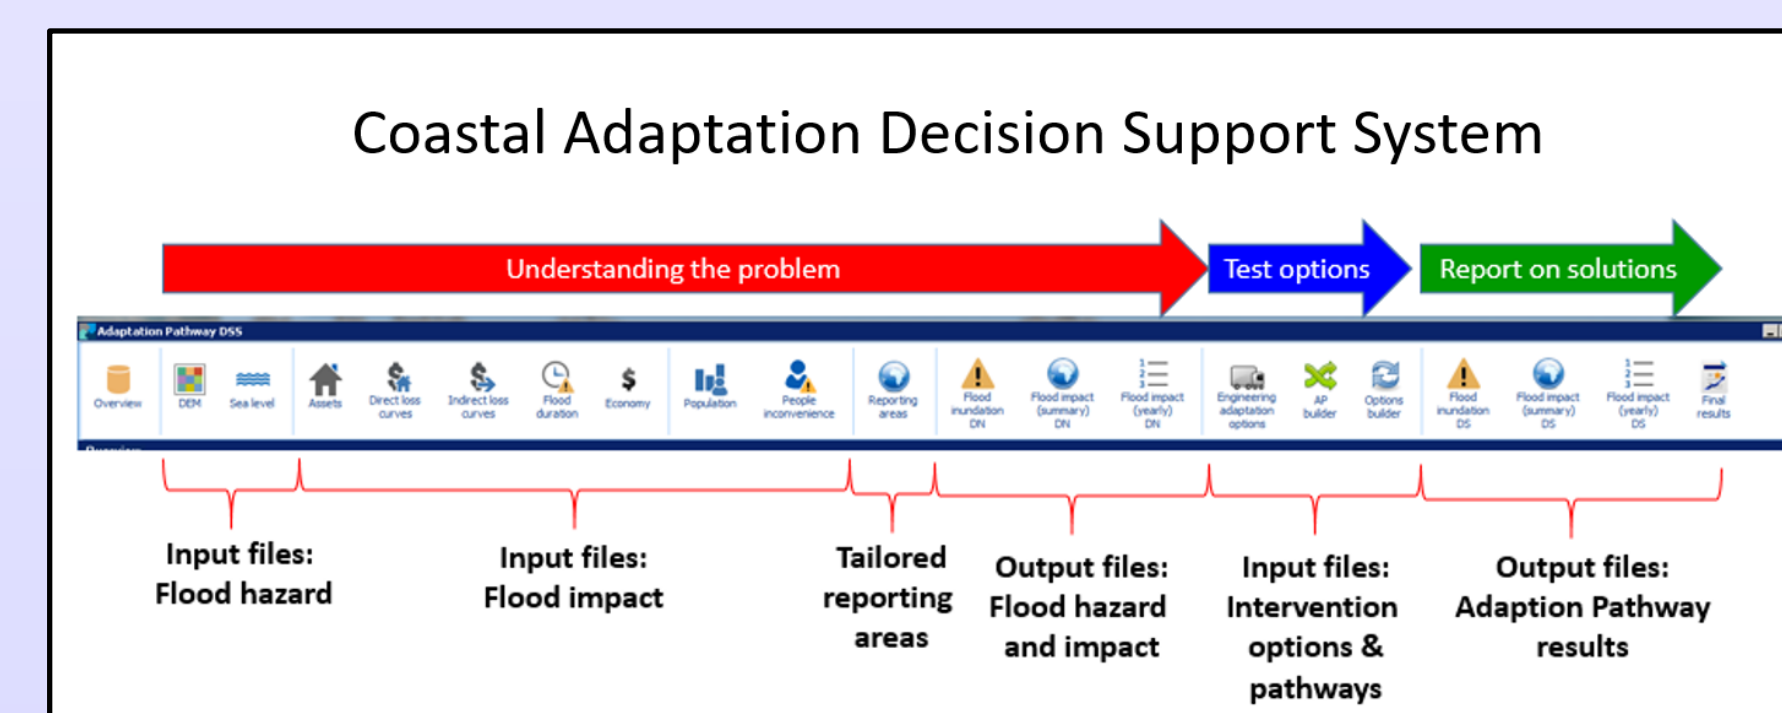 Coastal Adaptation Decision Support System
Understanding the problem
Test options
Report on solutions
Adaptation Pathway DSS
Overview
DEM
Sea level
Assets
Direct loss
curves
Indirect loss
curves
Flood
duration
Economy
Population
People
inconvenience
Reporting
areas
Flood
inundation
DN
Flood impact
(summary)
DN
Flood impact
(yearly)
DN
Engineering
adaptation
options
AP
builder
Options
builder
Flood
inundation
DS
Flood impact
(summary)
DS
Flood impact
(yearly)
DS
Final
results
Input files:
Flood hazard
Input files:
Flood impact
Tailored
reporting
areas
Output files:
Flood hazard
and impact
Input files:
Intervention
options &
pathways
Output files:
Adaption Pathway
results